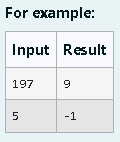 For example:
Input Result
197 9
5 -1